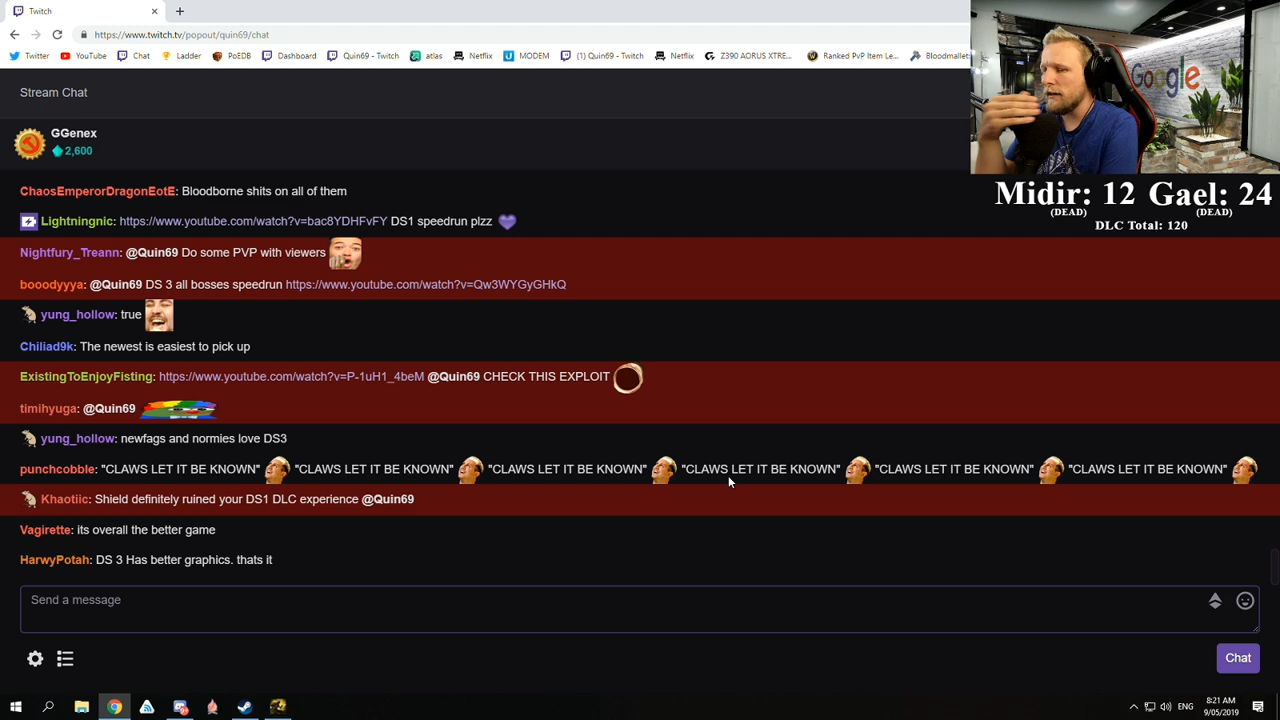 Twitch
https://www.twitch.tv/popout/quin69/chat
Twitter YouTube Chat Ladder PoEDB Dashboard Quin69 - Twitch atlas Netflix MODEM (1) Quin69 - Twitch Netflix Z390 AORUS XTRE... Ranked PvP Item Le... Bloodmallet
Stream Chat
GGenex
2,600
Google
Midir: 12 Gael: 24
(DEAD) (DEAD)
DLC Total: 120
ChaosEmperorDragonEotE: Bloodborne shits on all of them
Lightningnic: https://www.youtube.com/watch?v=bac8YDHFvFY DS1 speedrun plzz
Nightfury_Treann: @Quin69 Do some PVP with viewers
booodyyya: @Quin69 DS 3 all bosses speedrun https://www.youtube.com/watch?v=Qw3WYGyGHkQ
yung_hollow: true
Chiliad9k: The newest is easiest to pick up
ExistingToEnjoyFisting: https://www.youtube.com/watch?v=P-1uH1_4beM @Quin69 CHECK THIS EXPLOIT
timihyuga: @Quin69
yung_hollow: newfags and normies love DS3
punchcobble: "CLAWS LET IT BE KNOWN" "CLAWS LET IT BE KNOWN" "CLAWS LET IT BE KNOWN" "CLAWS LET IT BE KNOWN" "CLAWS LET IT BE KNOWN" "CLAWS LET IT BE KNOWN"
Khaotiic: Shield definitely ruined your DS1 DLC experience @Quin69
Vagirette: its overall the better game
HarwyPotah: DS 3 Has better graphics. thats it
Send a message
Chat
ENG
8:21 AM
9/05/2019